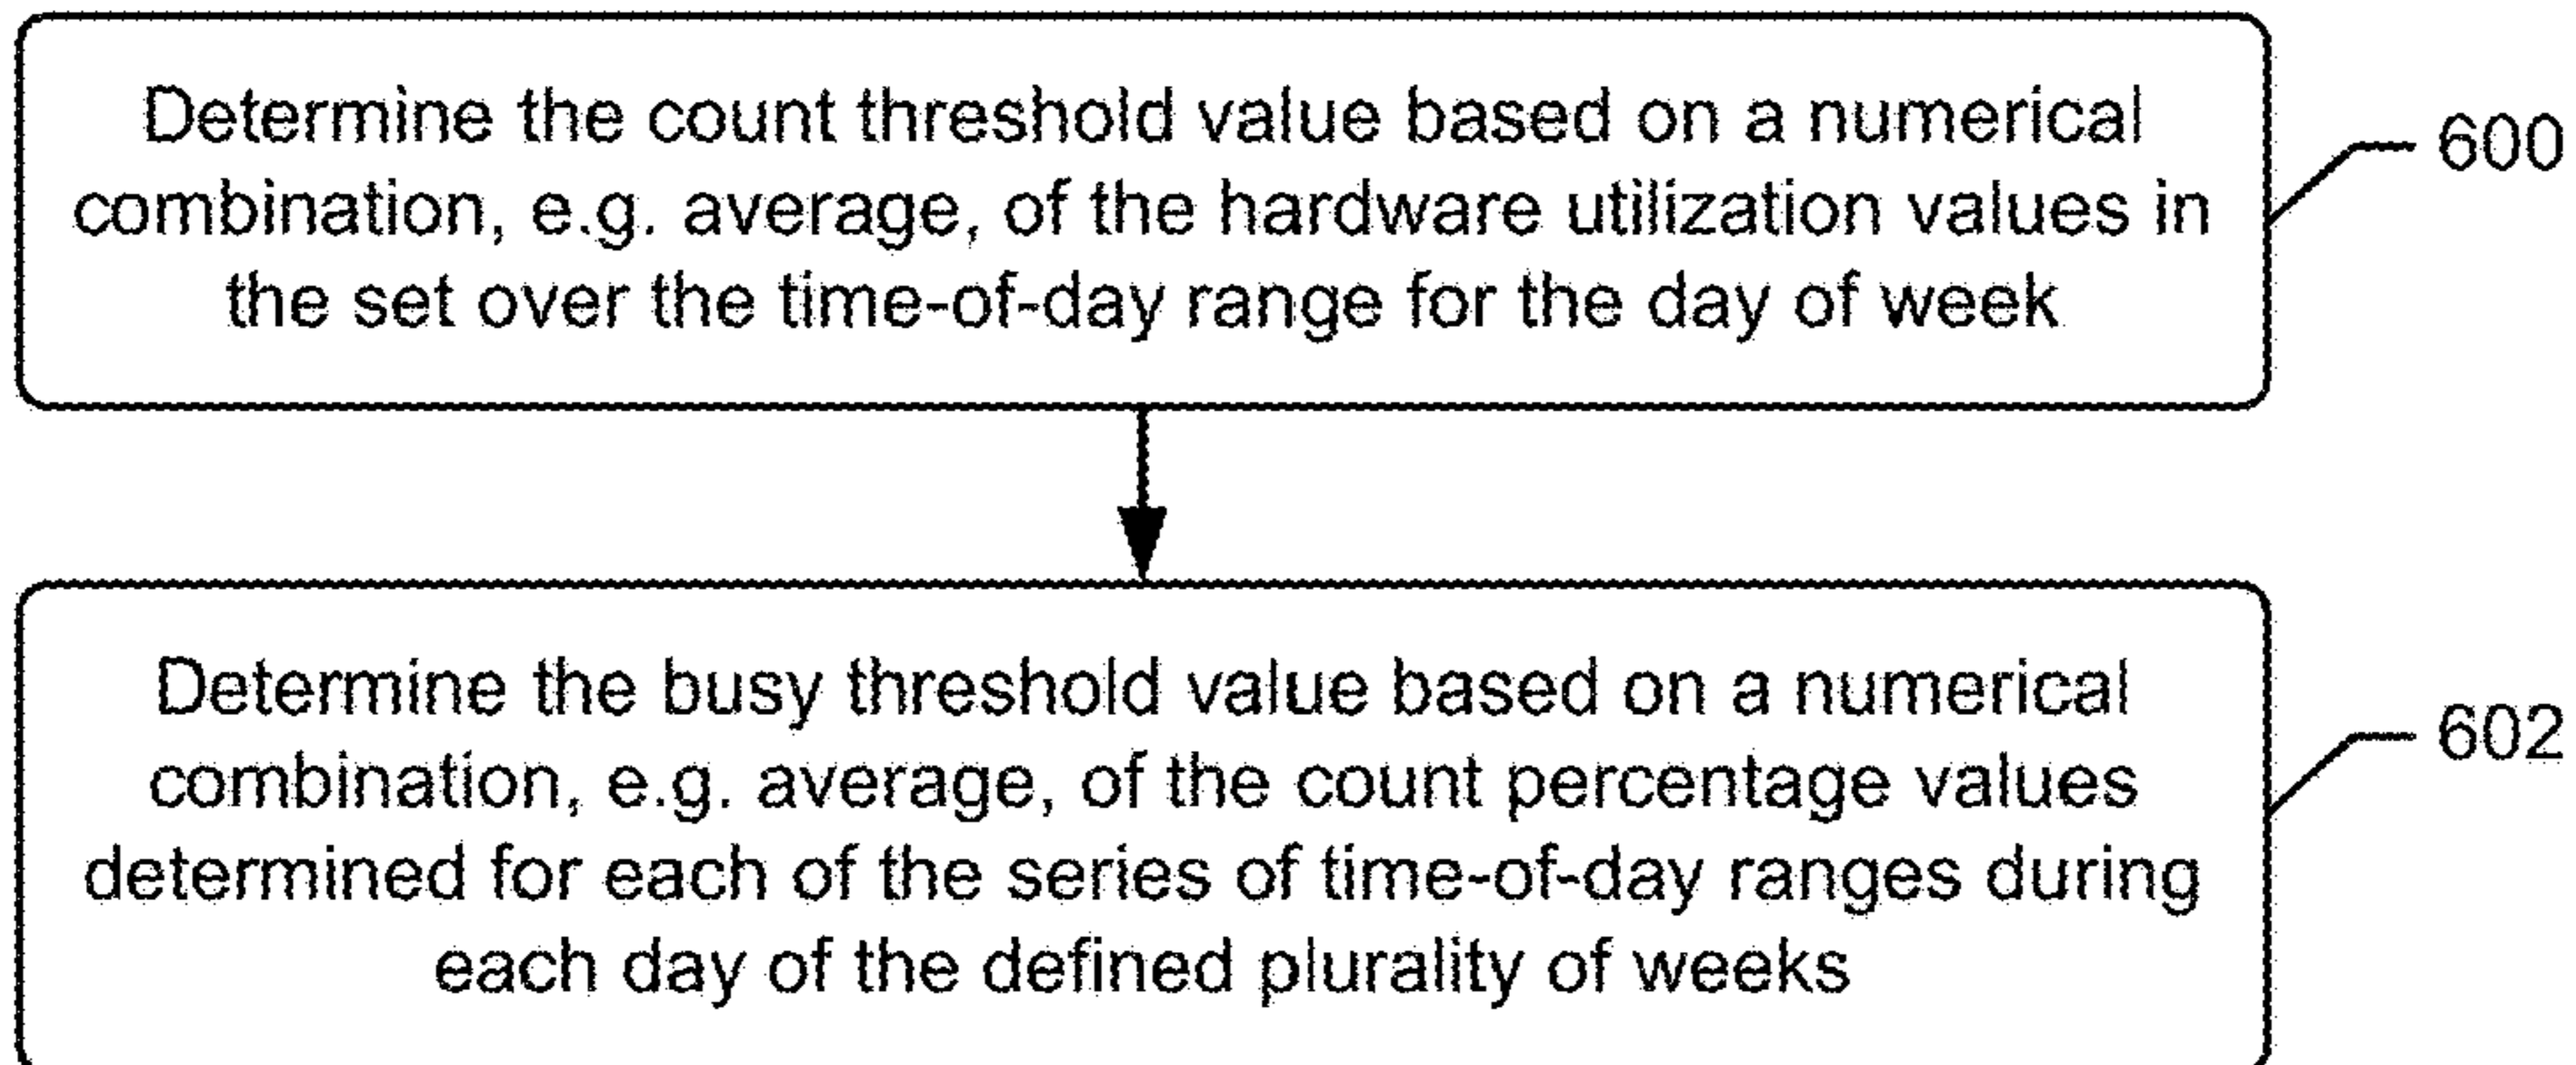 Determine the count threshold value based on a numerical
combination, e.g. average, of the hardware utilization values in
the set over the time-of-day range for the day of week
600
Determine the busy threshold value based on a numerical
combination, e.g. average, of the count percentage values
determined for each of the series of time-of-day ranges during
each day of the defined plurality of weeks
602